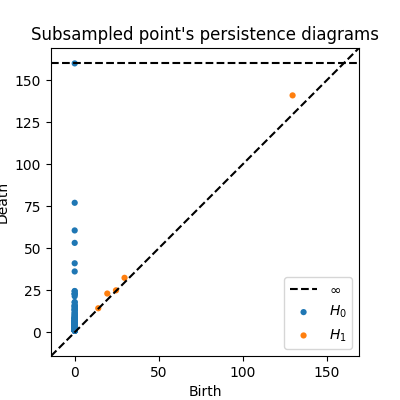 Subsampled point's persistence diagrams
150
125
100
75
50
25
0
Death
0 50 100 150
Birth
∞
H₀
H₁